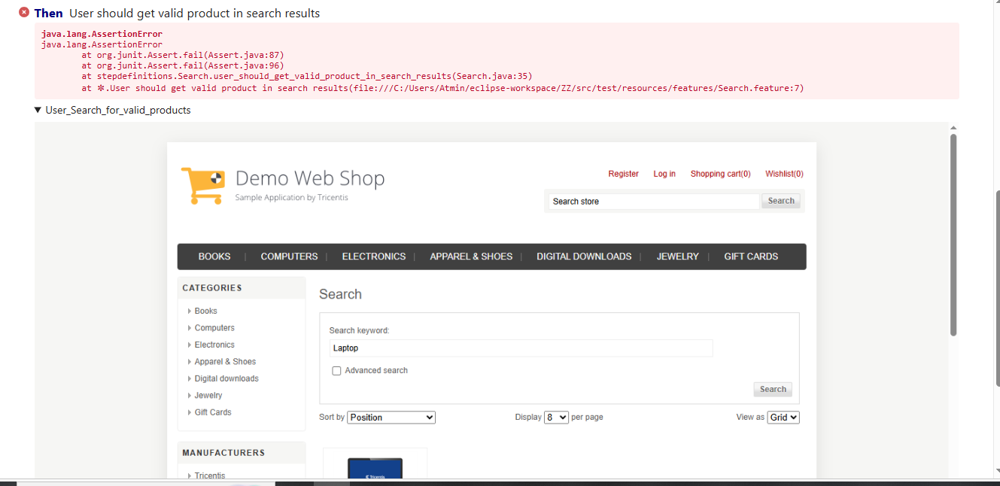 Then User should get valid product in search results
java.lang.AssertionError
java.lang.AssertionError
at org.junit.Assert.fail(Assert.java:87)
at org.junit.Assert.fail(Assert.java:96)
at stepdefinitions.Search.user_should_get_valid_product_in_search_results(Search.java:35)
at ✽.User should get valid product in search results(file:///C:/Users/Atmin/eclipse-workspace/ZZ/src/test/resources/features/Search.feature:7)
▼ User_Search_for_valid_products
Register Log in Shopping cart(0) Wishlist(0)
Demo Web Shop
Sample Application by Tricentis
Search store Search
BOOKS | COMPUTERS | ELECTRONICS | APPAREL & SHOES | DIGITAL DOWNLOADS | JEWELRY | GIFT CARDS
CATEGORIES
Books
Computers
Electronics
Apparel & Shoes
Digital downloads
Jewelry
Gift Cards
MANUFACTURERS
Tricentis
Search
Search keyword:
Laptop
Advanced search
Search
Sort by Position Display 8 per page View as Grid
Tricentis